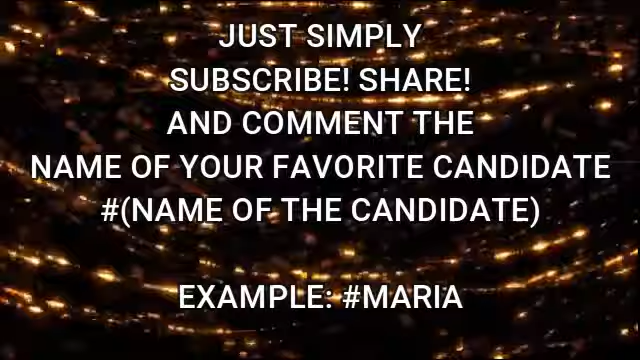 JUST SIMPLY
SUBSCRIBE! SHARE!
AND COMMENT THE
NAME OF YOUR FAVORITE CANDIDATE
#(NAME OF THE CANDIDATE)
EXAMPLE: #MARIA